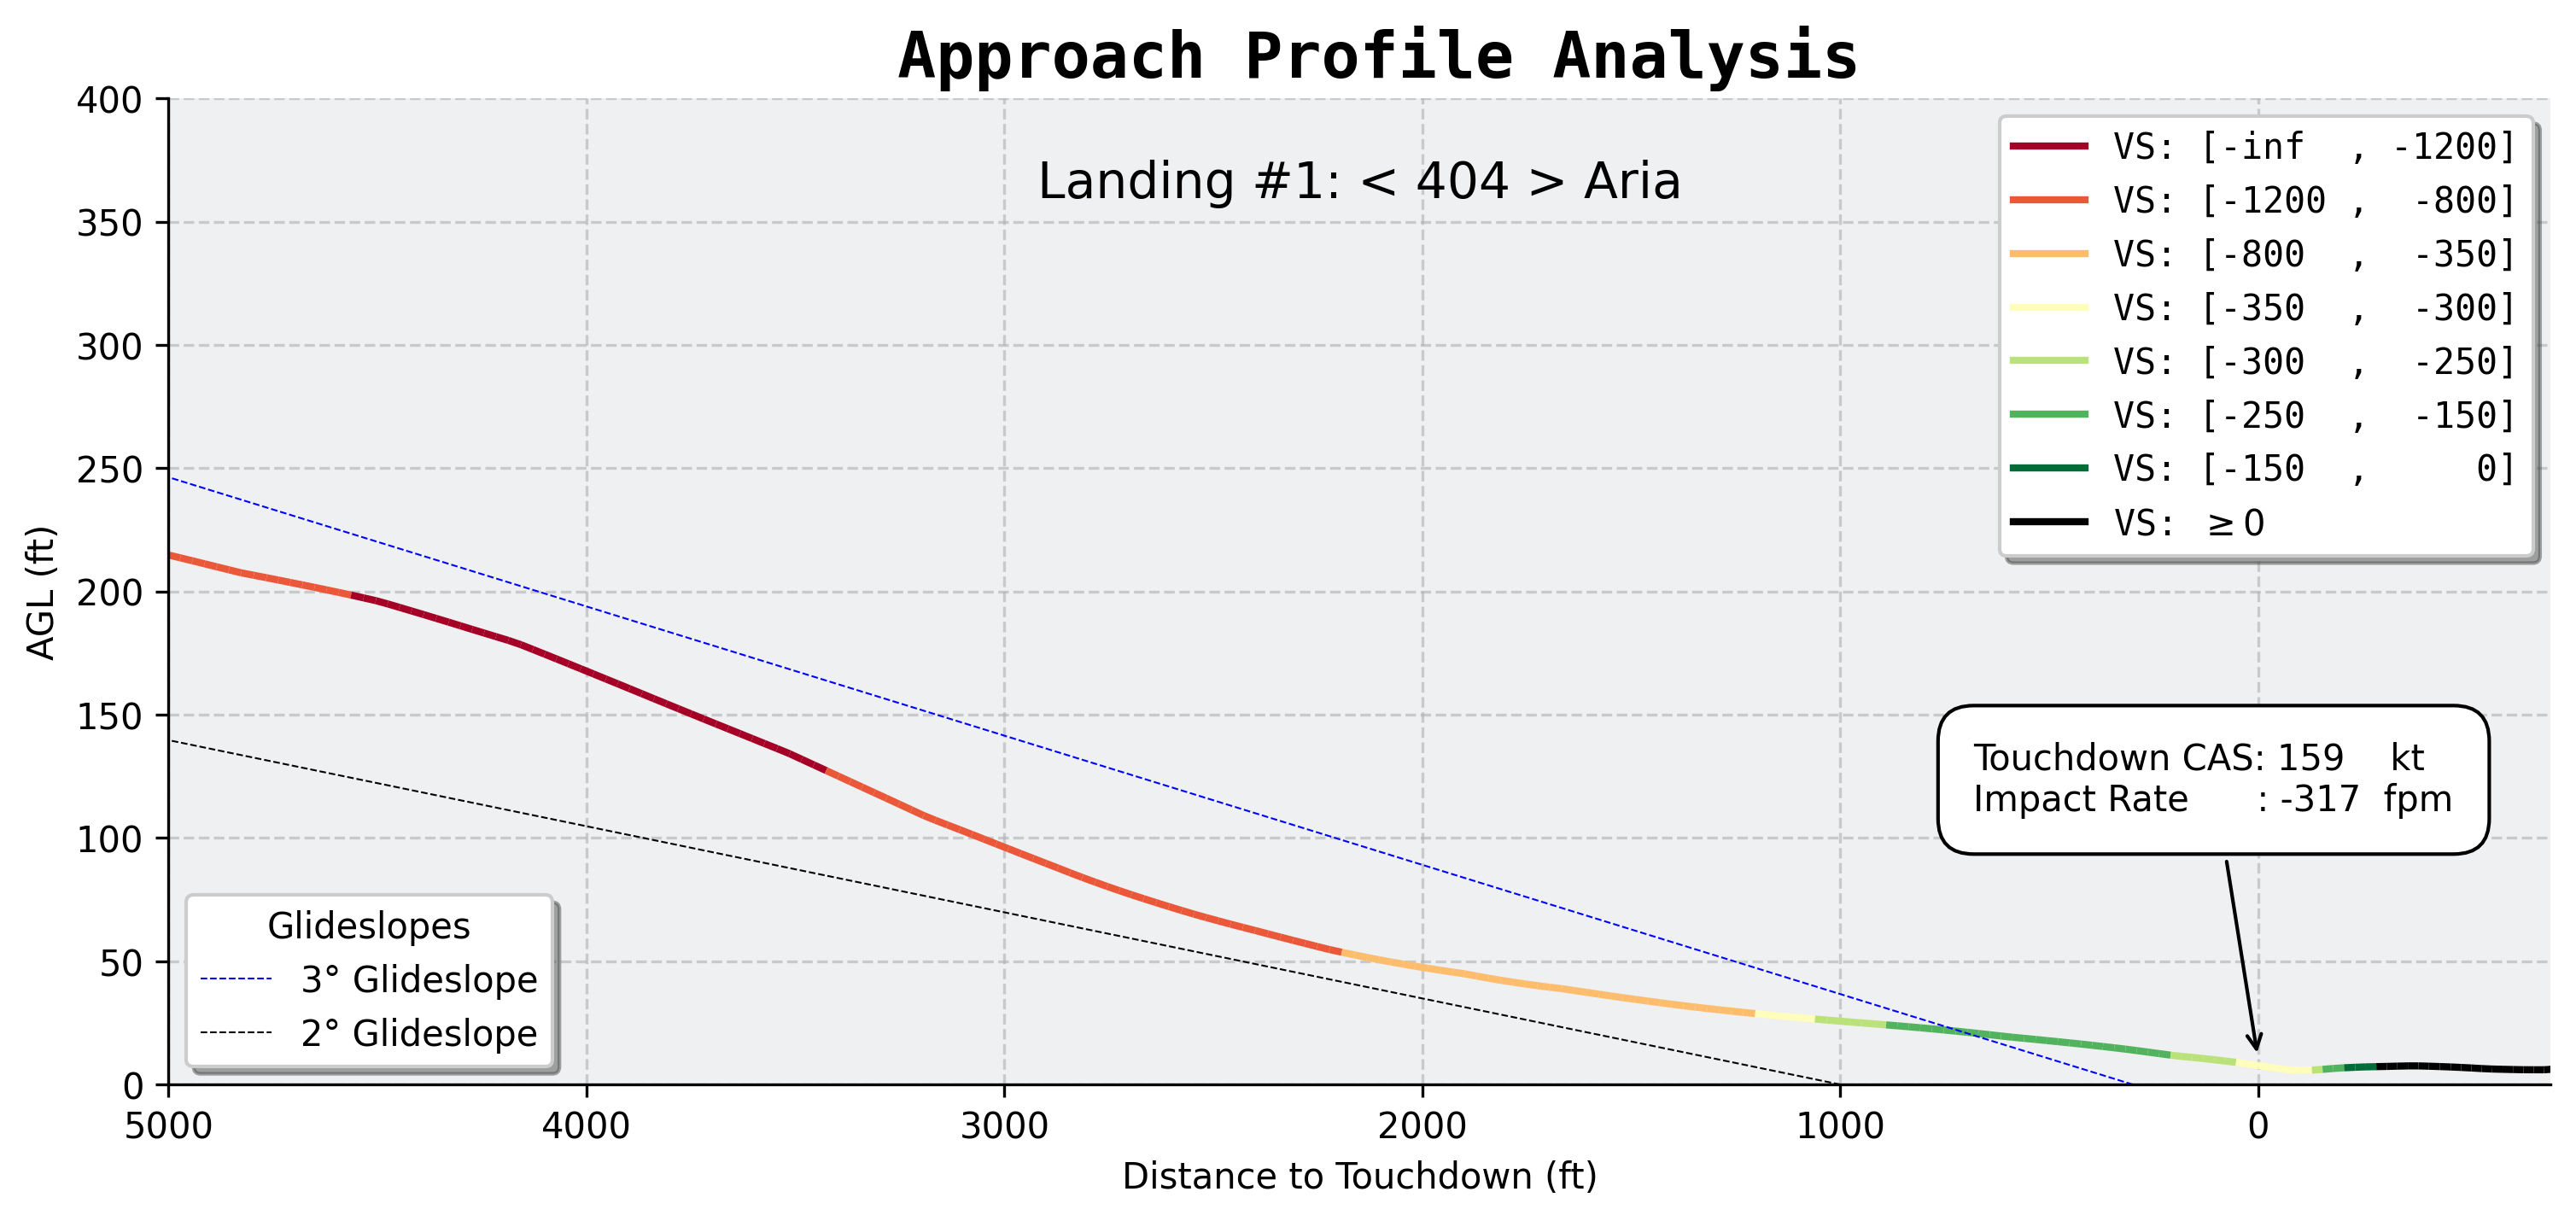 Approach Profile Analysis
Landing #1: < 404 > Aria
VS: [-inf  , -1200]
VS: [-1200 ,  -800]
VS: [-800  ,  -350]
VS: [-350  ,  -300]
VS: [-300  ,  -250]
VS: [-250  ,  -150]
VS: [-150  ,     0]
VS: ≥0
400
350
300
250
200
150
100
50
0
AGL (ft)
Touchdown CAS: 159    kt
Impact Rate      : -317  fpm
Glideslopes
3° Glideslope
2° Glideslope
5000 4000 3000 2000 1000 0
Distance to Touchdown (ft)